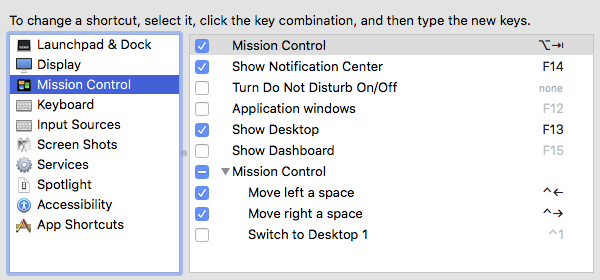 To change a shortcut, select it, click the key combination, and then type the new keys.
Launchpad & Dock
Display
Mission Control
Keyboard
Input Sources
Screen Shots
Services
Spotlight
Accessibility
App Shortcuts
Mission Control ⌥⇥
Show Notification Center F14
Turn Do Not Disturb On/Off none
Application windows F12
Show Desktop F13
Show Dashboard F15
Mission Control
Move left a space ^←
Move right a space ^→
Switch to Desktop 1 ^1